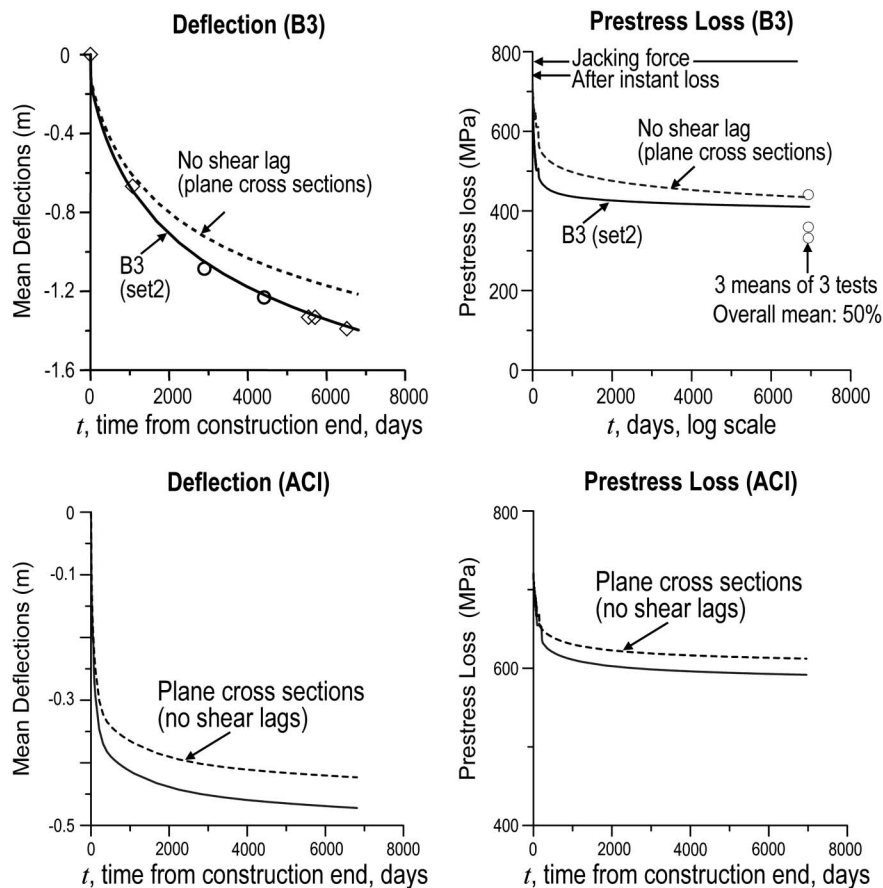 Deflection (B3)
0
-0.4
-0.8
-1.2
-1.6
Mean Deflections (m)
No shear lag
(plane cross sections)
B3
(set2)
0 2000 4000 6000 8000
t, time from construction end, days
Prestress Loss (B3)
800
600
400
200
0
Prestress loss (MPa)
Jacking force
After instant loss
No shear lag
(plane cross sections)
B3 (set2)
3 means of 3 tests
Overall mean: 50%
0 2000 4000 6000 8000
t, days, log scale
Deflection (ACI)
0
-0.1
-0.3
-0.5
Mean Deflections (m)
Plane cross sections
(no shear lags)
0 2000 4000 6000 8000
t, time from construction end, days
Prestress Loss (ACI)
800
600
400
Prestress Loss (MPa)
Plane cross sections
(no shear lags)
0 2000 4000 6000 8000
t, time from construction end, days